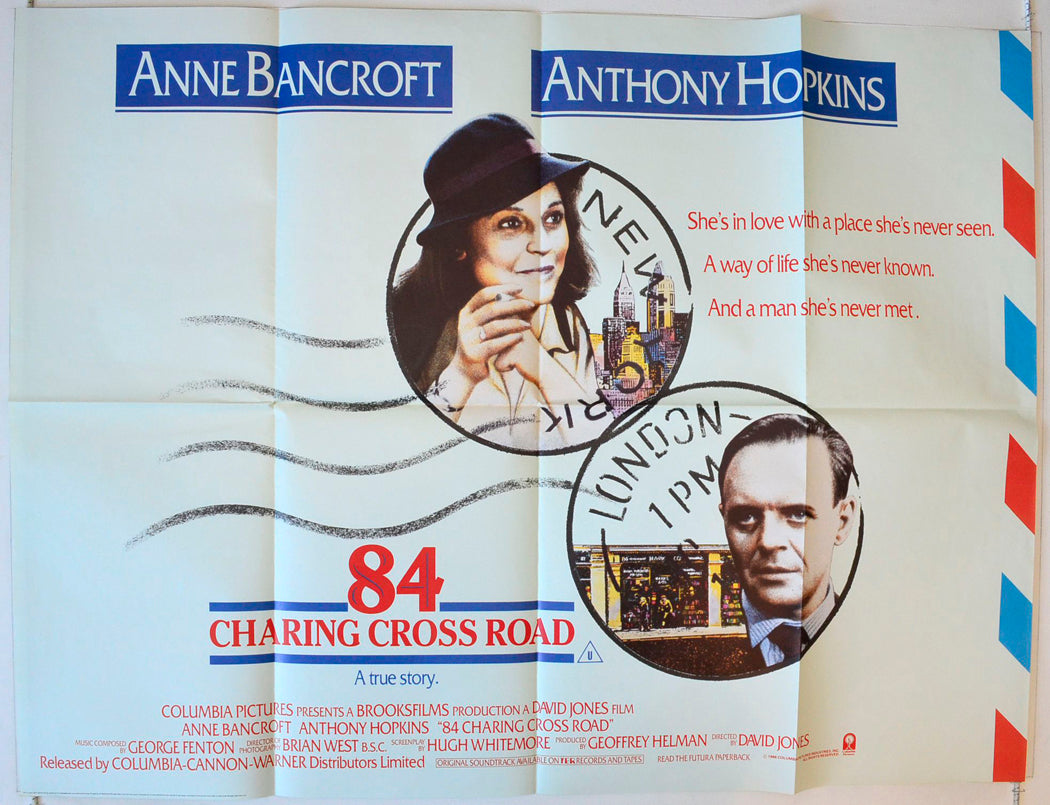 ANNE BANCROFT
ANTHONY HOPKINS
NEW YORK
She's in love with a place she's never seen.
A way of life she's never known.
And a man she's never met.
LONDON
1 PM
84
CHARING CROSS ROAD
U
A true story.
COLUMBIA PICTURES PRESENTS A BROOKSFILMS PRODUCTION A DAVID JONES FILM
ANNE BANCROFT ANTHONY HOPKINS "84 CHARING CROSS ROAD"
MUSIC COMPOSED BY GEORGE FENTON DIRECTOR OF PHOTOGRAPHY BRIAN WEST B.S.C. SCREENPLAY BY HUGH WHITEMORE PRODUCED BY GEOFFREY HELMAN DIRECTED BY DAVID JONES
Released by COLUMBIA-CANNON-WARNER Distributors Limited ORIGINAL SOUNDTRACK AVAILABLE ON TER RECORDS AND TAPES READ THE FUTURA PAPERBACK
ALL RIGHTS RESERVED